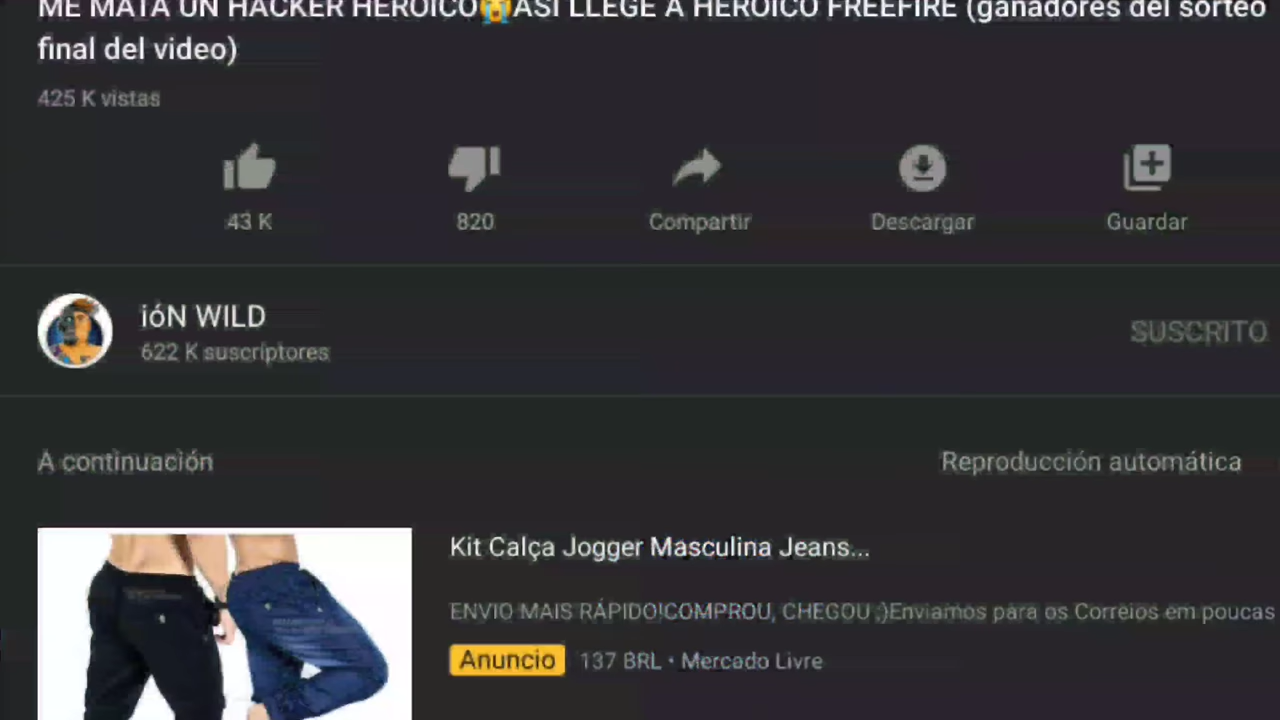 ME MATA UN HACKER HEROICO😭ASI LLEGE A HEROICO FREEFIRE (ganadores del sorteo
final del video)
425 K vistas
43 K
820
Compartir
Descargar
Guardar
ióN WILD
622 K suscriptores
SUSCRITO
A continuación
Reproducción automática
Kit Calça Jogger Masculina Jeans...
ENVIO MAIS RÁPIDO!COMPROU, CHEGOU ;)Enviamos para os Correios em poucas
Anuncio 137 BRL • Mercado Livre